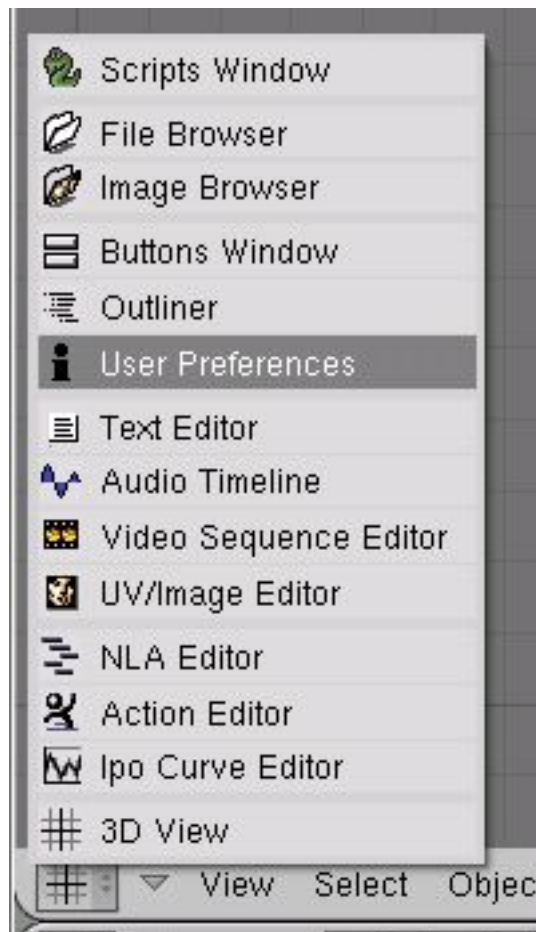 Scripts Window
File Browser
Image Browser
Buttons Window
Outliner
User Preferences
Text Editor
Audio Timeline
Video Sequence Editor
UV/Image Editor
NLA Editor
Action Editor
Ipo Curve Editor
3D View
View Select Objec